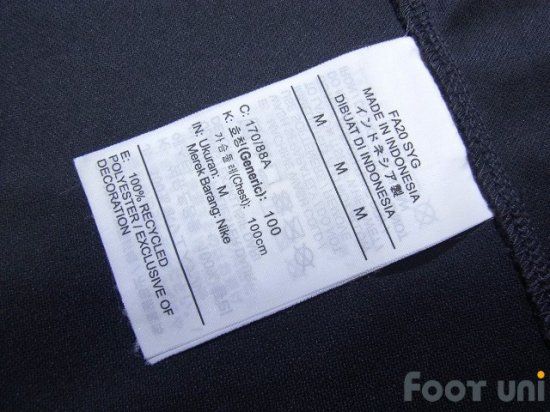 FA20 SYG
MADE IN INDONESIA
インドネシア製
DIBUAT DI INDONESIA
M
M
M
C: 170/88A
K: 호칭(Generic): 100
가슴둘레(Chest): 100cm
IN: Ukuran: M
Merek Barang: Nike
E: 100% RECYCLED
POLYESTER / EXCLUSIVE OF
DECORATION
FOOT UNI